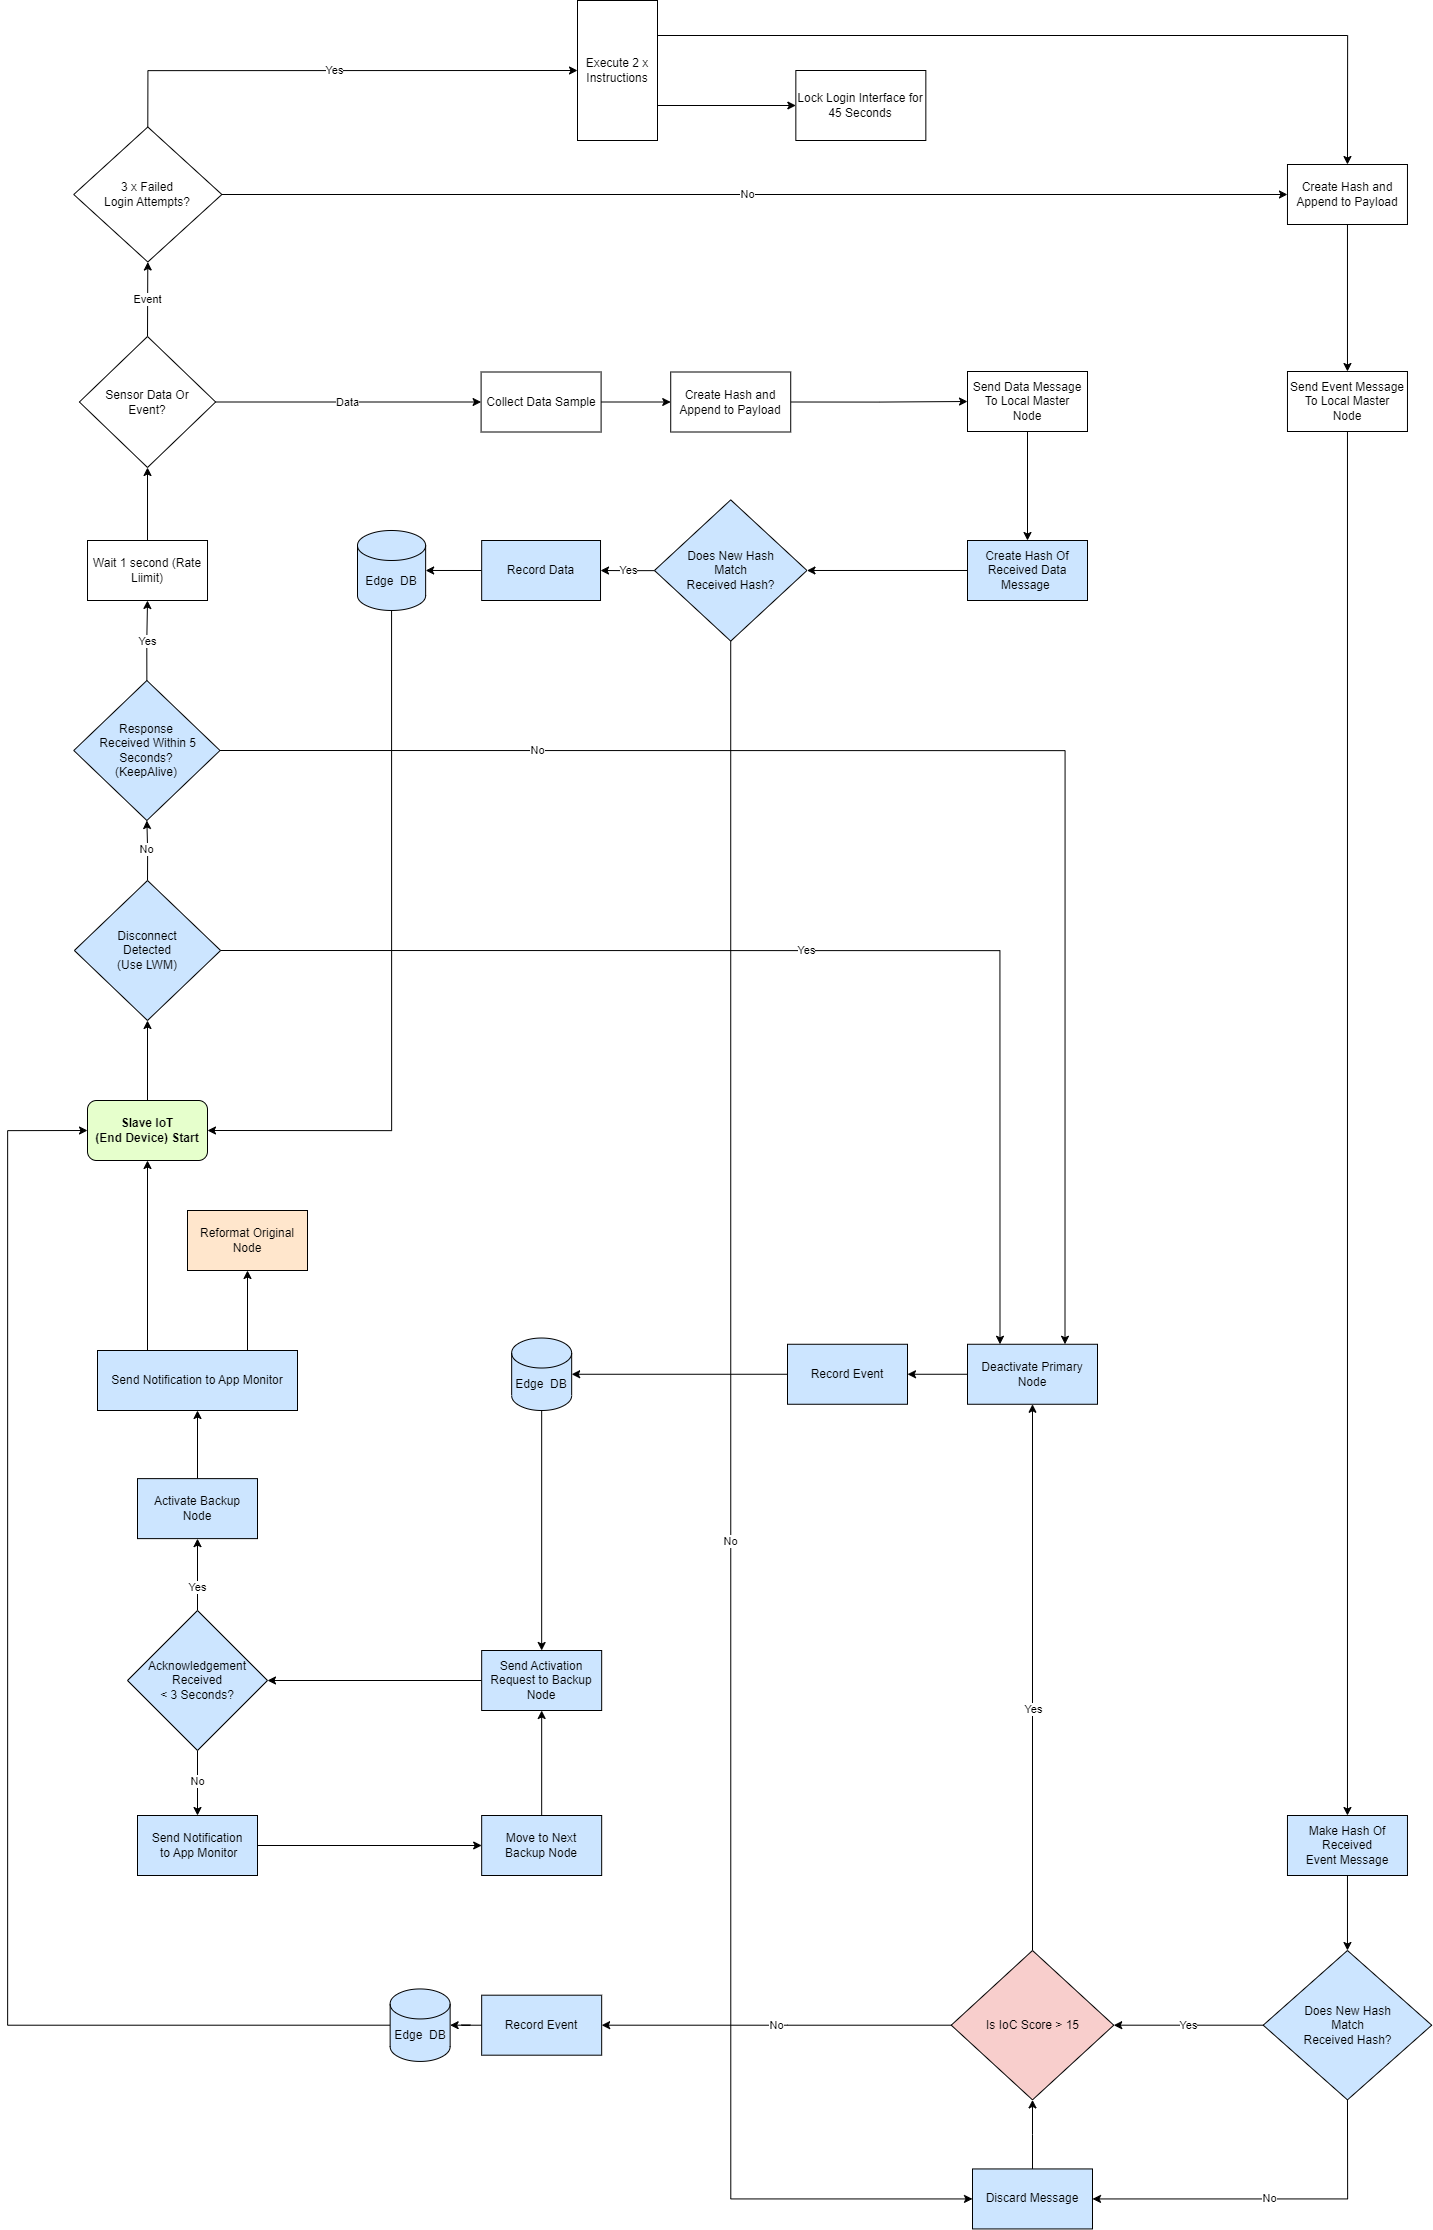 Execute 2 x
Instructions
Yes
Lock Login Interface for
45 Seconds
3 x Failed
Login Attempts?
No
Create Hash and
Append to Payload
Event
Sensor Data Or
Event?
Data
Collect Data Sample
Create Hash and
Append to Payload
Send Data Message
To Local Master
Node
Send Event Message
To Local Master
Node
Wait 1 second (Rate
Liimit)
Edge DB
Record Data
Yes
Does New Hash
Match
Received Hash?
Create Hash Of
Received Data
Message
Yes
Response
Received Within 5
Seconds?
(KeepAlive)
No
No
Disconnect
Detected
(Use LWM)
Yes
Slave IoT
(End Device) Start
Reformat Original
Node
Send Notification to App Monitor
Edge DB
Record Event
Deactivate Primary
Node
Activate Backup
Node
No
Yes
Acknowledgement
Received
< 3 Seconds?
Send Activation
Request to Backup
Node
Yes
No
Send Notification
to App Monitor
Move to Next
Backup Node
Make Hash Of
Received
Event Message
Edge DB
Record Event
No
Is IoC Score > 15
Yes
Does New Hash
Match
Received Hash?
Discard Message
No